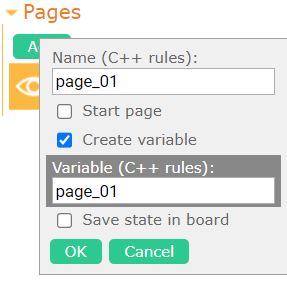 Pages
Name (C++ rules):
page_01
Start page
Create variable
Variable (C++ rules):
page_01
Save state in board
OK Cancel